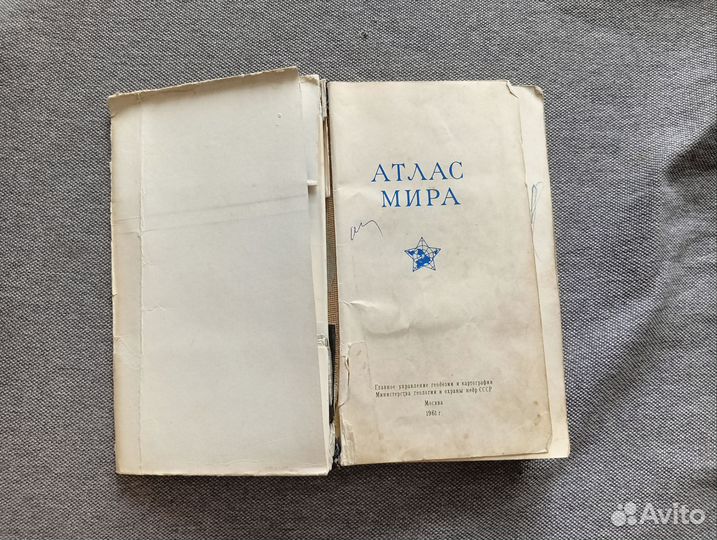 АТЛАС
МИРА
Главное управление геодезии и картографии
Министерства геологии и охраны недр СССР
Москва
1961 г.
Avito